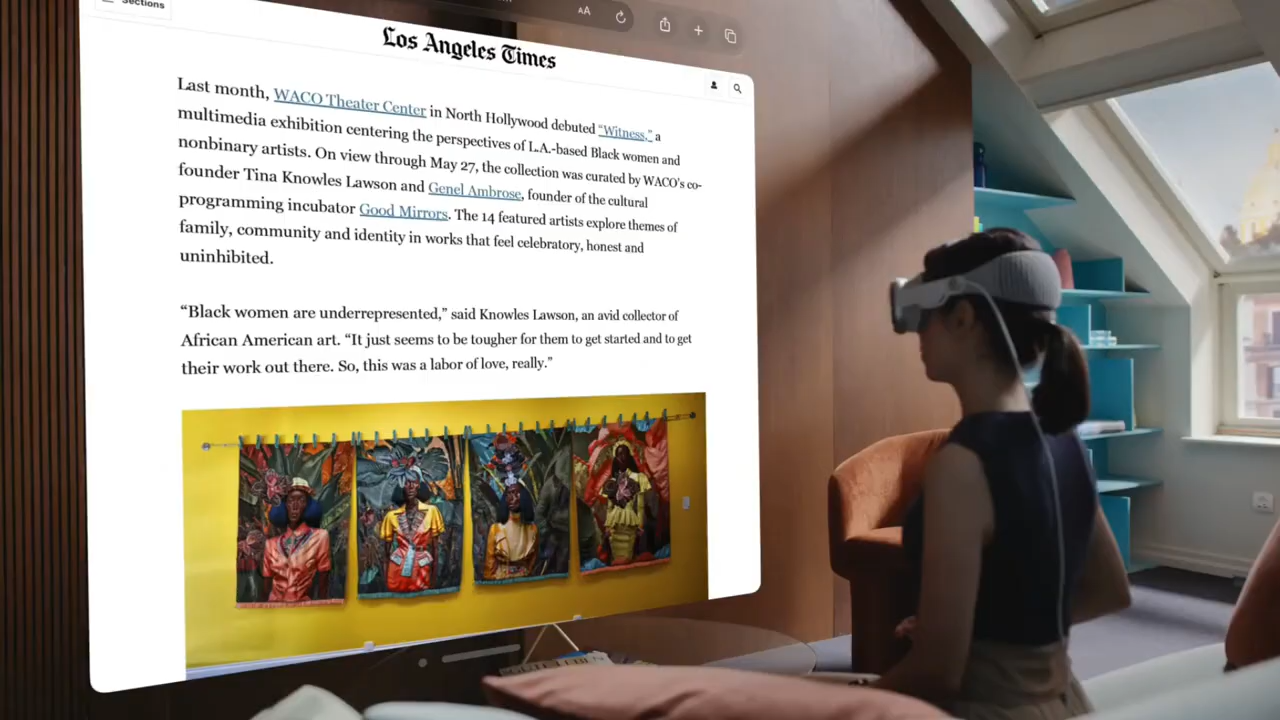 Sections
AA
Los Angeles Times
Last month, WACO Theater Center in North Hollywood debuted “Witness,” a
multimedia exhibition centering the perspectives of L.A.-based Black women and
nonbinary artists. On view through May 27, the collection was curated by WACO’s co-
founder Tina Knowles Lawson and Genel Ambrose, founder of the cultural
programming incubator Good Mirrors. The 14 featured artists explore themes of
family, community and identity in works that feel celebratory, honest and
uninhibited.
“Black women are underrepresented,” said Knowles Lawson, an avid collector of
African American art. “It just seems to be tougher for them to get started and to get
their work out there. So, this was a labor of love, really.”